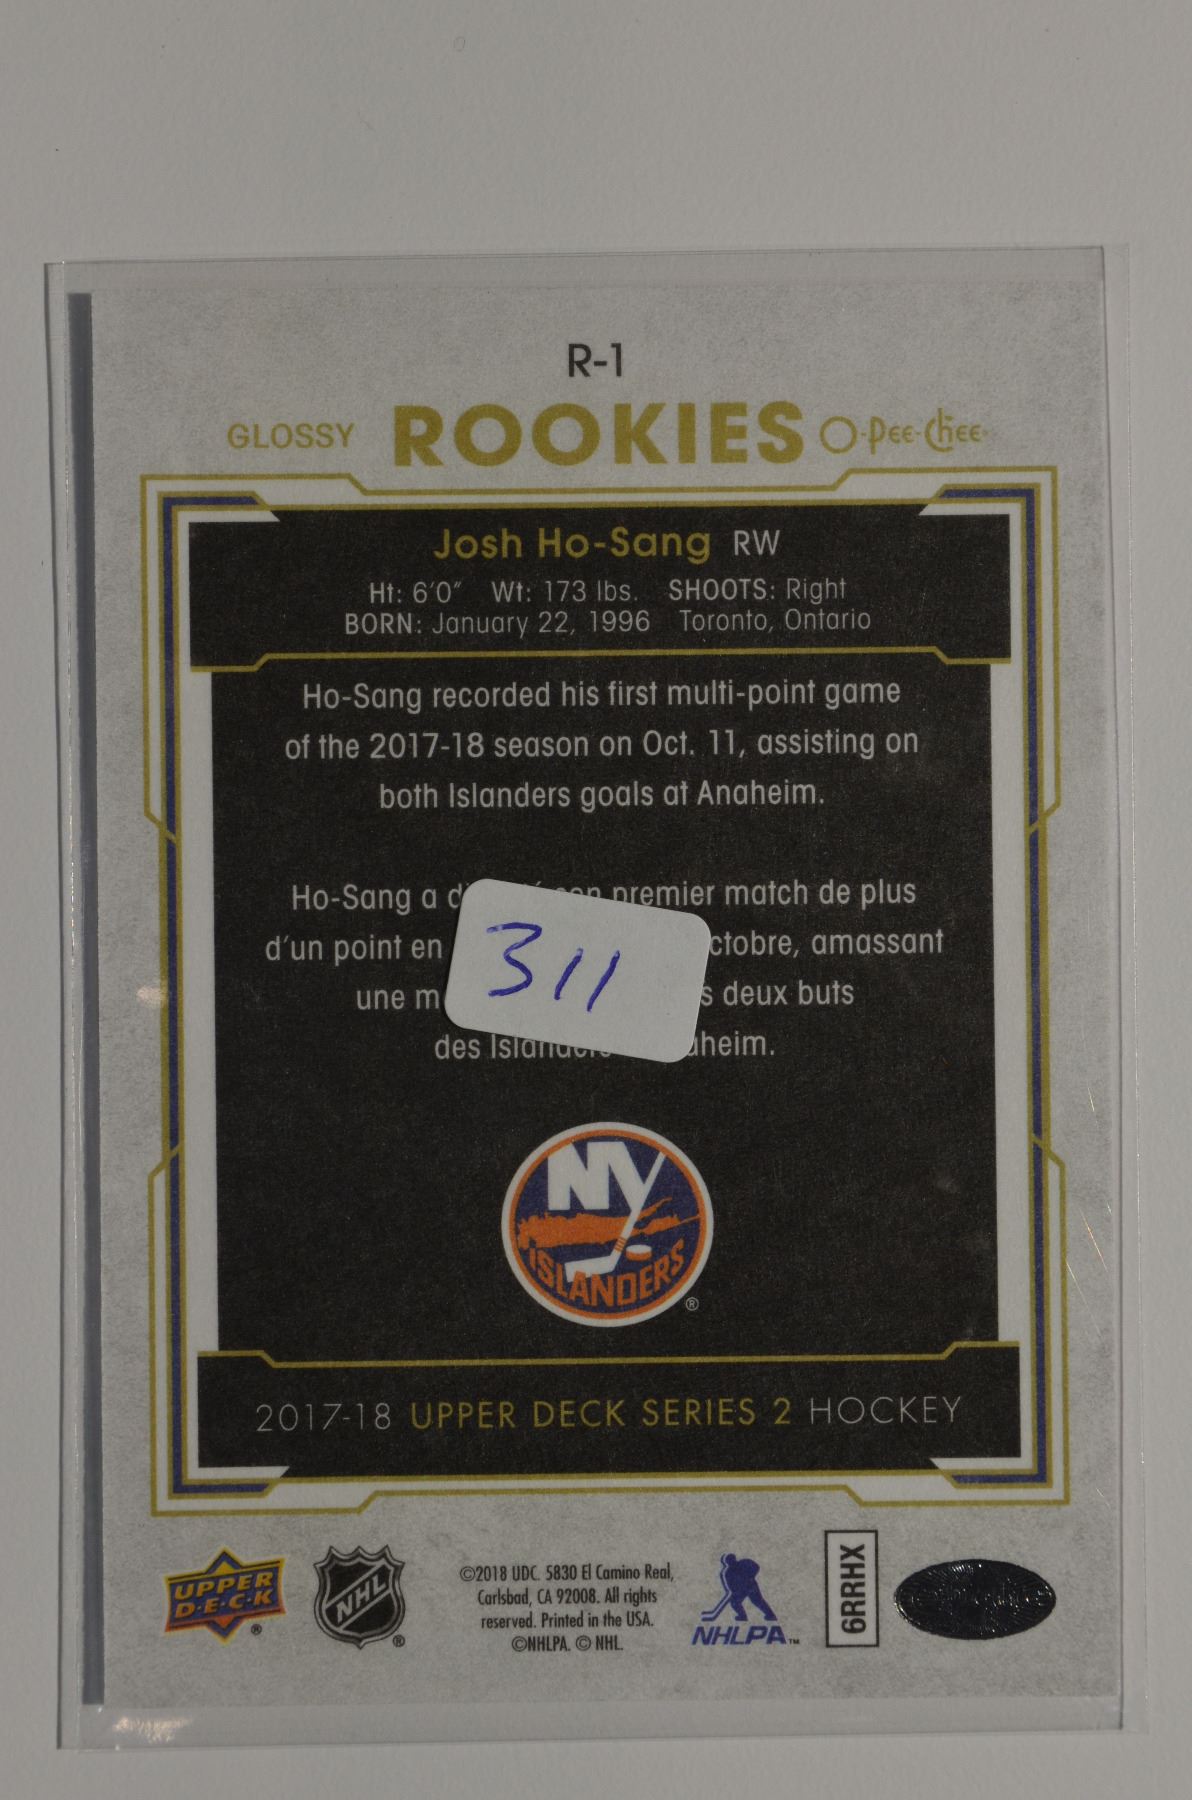 R-1
GLOSSY ROOKIES O-Pee-Chee
Josh Ho-Sang RW
Ht: 6'0" Wt: 173 lbs. SHOOTS: Right
BORN: January 22, 1996 Toronto, Ontario
Ho-Sang recorded his first multi-point game
of the 2017-18 season on Oct. 11, assisting on
both Islanders goals at Anaheim.
Ho-Sang a premier match de plus
d'un point en ctobre, amassant
une m s deux buts
des aheim.
311
NY
ISLANDERS
®
2017-18 UPPER DECK SERIES 2 HOCKEY
UPPER
D·E·C·K
®
NHL
®
©2018 UDC. 5830 El Camino Real,
Carlsbad, CA 92008. All rights
reserved. Printed in the USA.
©NHLPA. © NHL.
NHLPA™
6RRHX